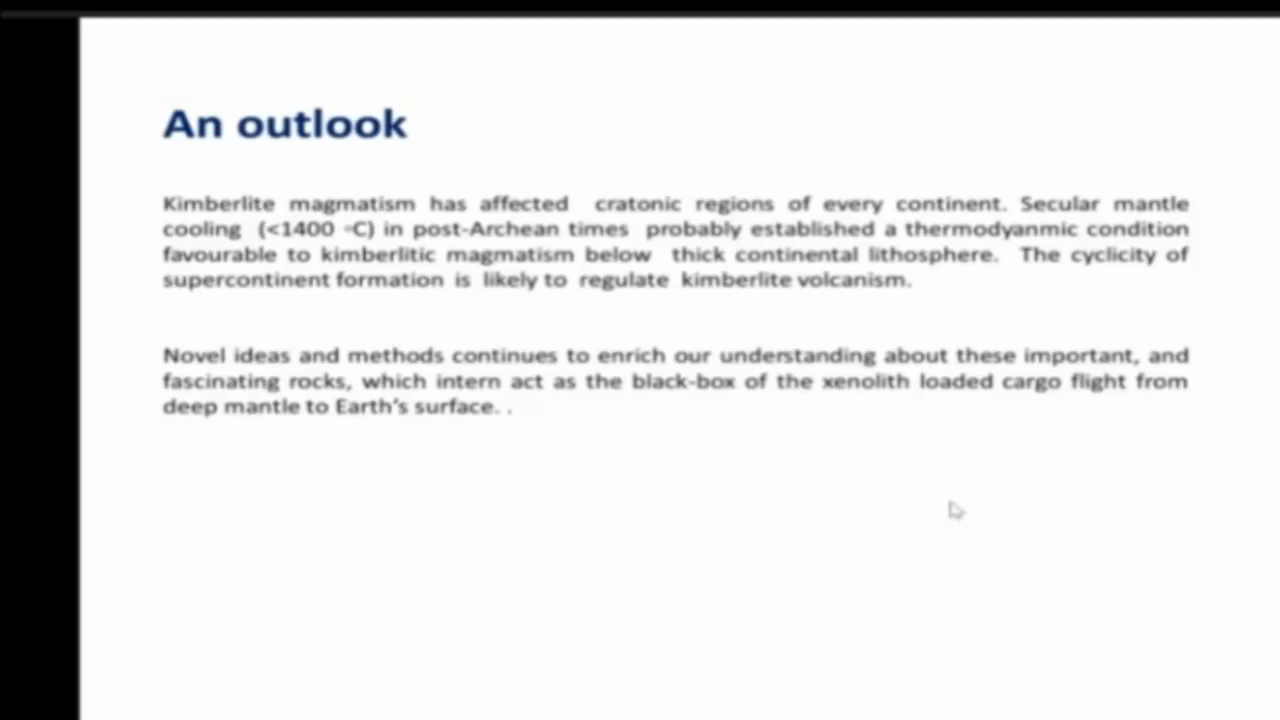 An outlook
Kimberlite magmatism has affected cratonic regions of every continent. Secular mantle
cooling (<1400 ◦C) in post-Archean times probably established a thermodyanmic condition
favourable to kimberlitic magmatism below thick continental lithosphere. The cyclicity of
supercontinent formation is likely to regulate kimberlite volcanism.
Novel ideas and methods continues to enrich our understanding about these important, and
fascinating rocks, which intern act as the black-box of the xenolith loaded cargo flight from
deep mantle to Earth's surface. .